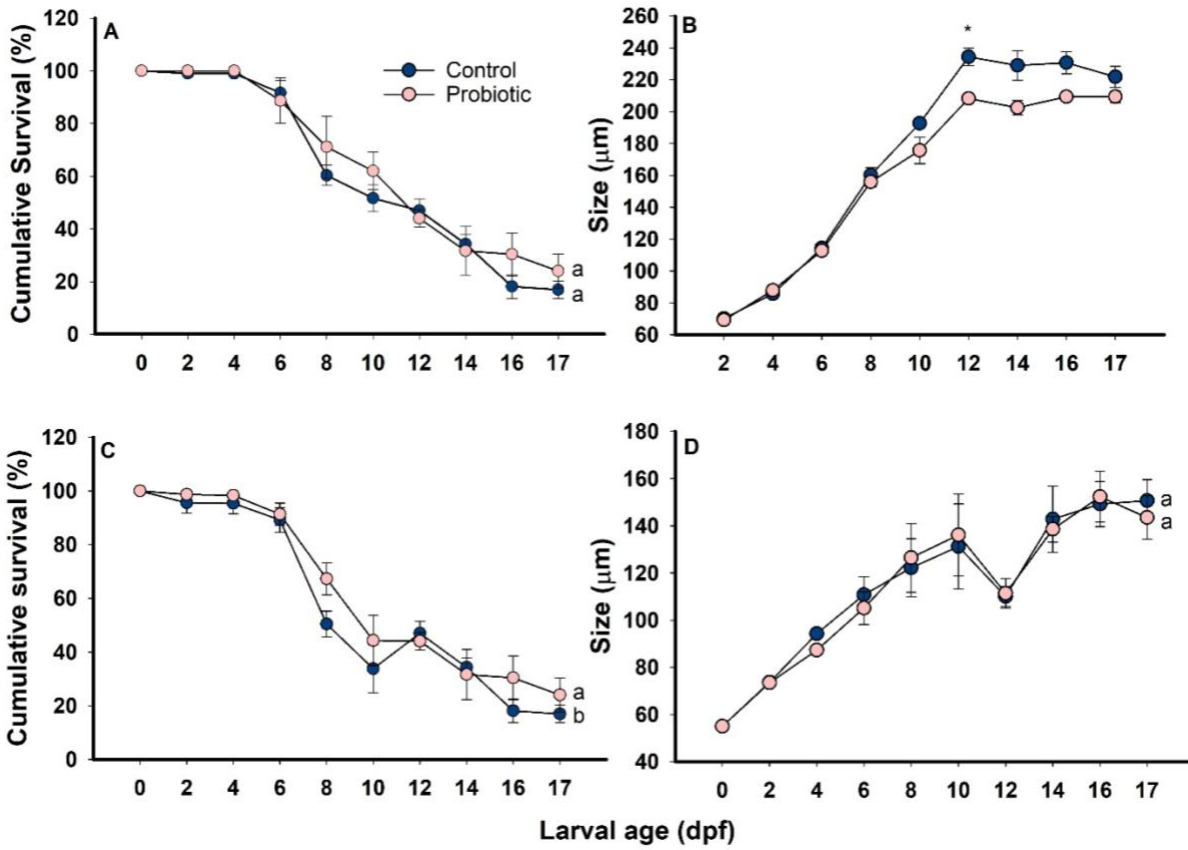 A
Cumulative Survival (%)
120
100
80
60
40
20
0
Control
Probiotic
a
a
0 2 4 6 8 10 12 14 16 17
B
Size (μm)
260
240
220
200
180
160
140
120
100
80
60
*
2 4 6 8 10 12 14 16 17
C
Cumulative survival (%)
120
100
80
60
40
20
0
a
b
0 2 4 6 8 10 12 14 16 17
D
Size (μm)
180
160
140
120
100
80
60
40
a
a
0 2 4 6 8 10 12 14 16 17
Larval age (dpf)